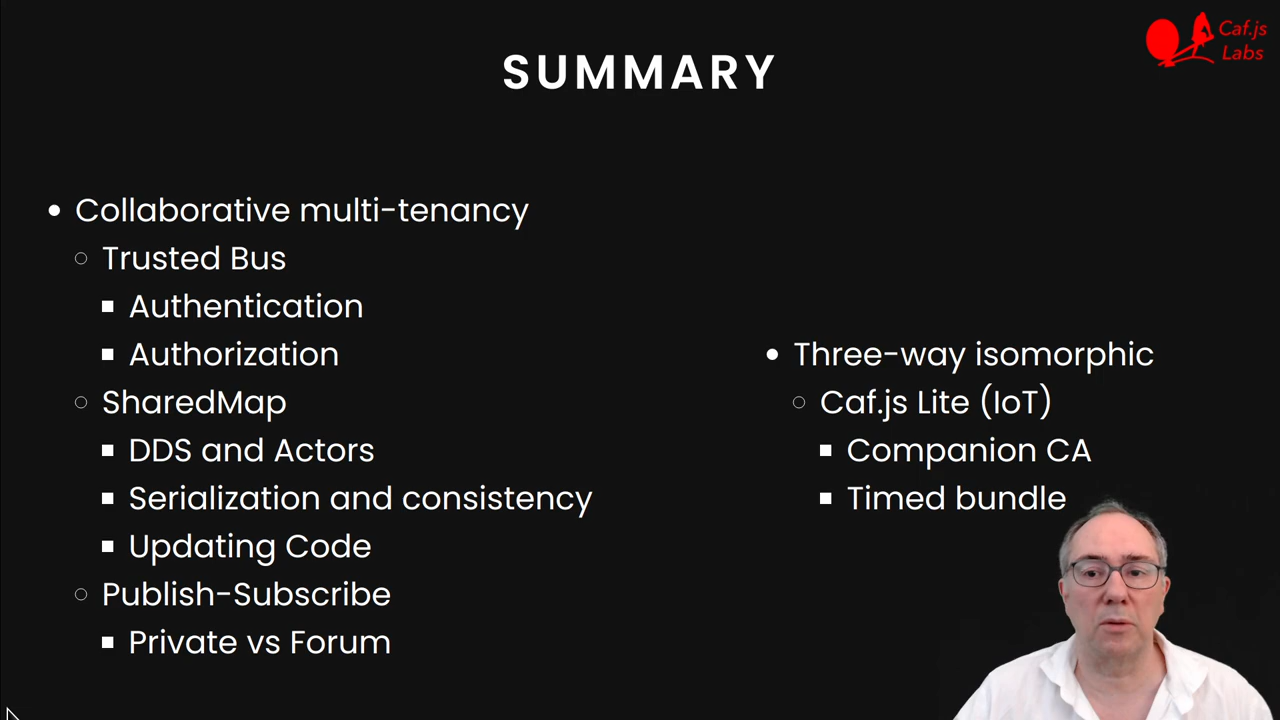 SUMMARY
Caf.js
Labs
Collaborative multi-tenancy
Trusted Bus
Authentication
Authorization
SharedMap
DDS and Actors
Serialization and consistency
Updating Code
Publish-Subscribe
Private vs Forum
Three-way isomorphic
Caf.js Lite (IoT)
Companion CA
Timed bundle